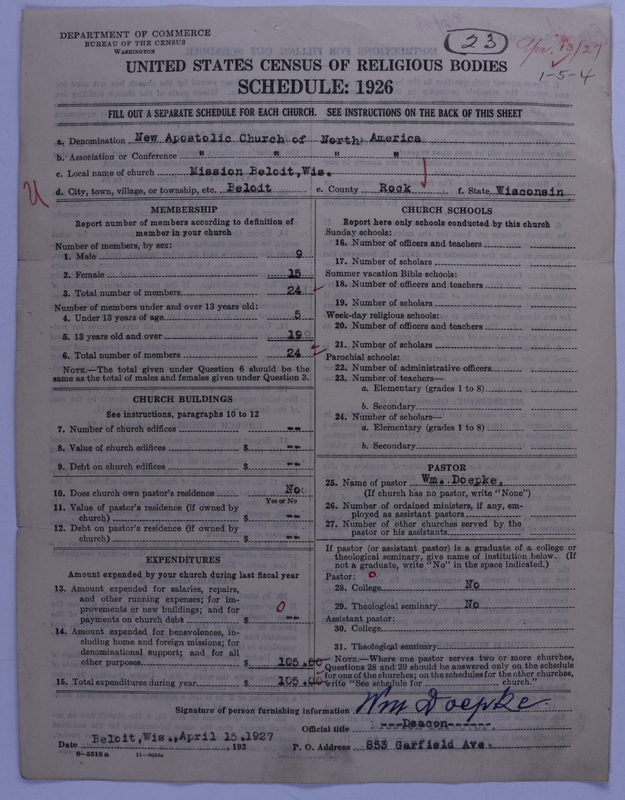 DEPARTMENT OF COMMERCE
BUREAU OF THE CENSUS
WASHINGTON
23
Apr. 19/27
1-5-4
UNITED STATES CENSUS OF RELIGIOUS BODIES
SCHEDULE: 1926
FILL OUT A SEPARATE SCHEDULE FOR EACH CHURCH. SEE INSTRUCTIONS ON THE BACK OF THIS SHEET
a. Denomination New Apostolic Church of North America
b. Association or Conference " " " "
c. Local name of church Mission Beloit,Wis.
d. City, town, village, or township, etc. Beloit e. County Rock f. State Wisconsin
MEMBERSHIP
Report number of members according to definition of
member in your church
Number of members, by sex:
1. Male 9
2. Female 15
3. Total number of members 24
Number of members under and over 13 years old:
4. Under 13 years of age 5
5. 13 years old and over 19
6. Total number of members 24
NOTE.—The total given under Question 6 should be the
same as the total of males and females given under Question 3.
CHURCH BUILDINGS
See instructions, paragraphs 10 to 12
7. Number of church edifices --
8. Value of church edifices $ --
9. Debt on church edifices $ --
10. Does church own pastor's residence No
Yes or No
11. Value of pastor's residence (if owned by
church) $ --
12. Debt on pastor's residence (if owned by
church) $ --
EXPENDITURES
Amount expended by your church during last fiscal year
13. Amount expended for salaries, repairs,
and other running expenses; for im-
provements or new buildings; and for
payments on church debt $ -- 0
14. Amount expended for benevolences, in-
cluding home and foreign missions; for
denominational support; and for all
other purposes $ 105.00
15. Total expenditures during year $ 105.00
CHURCH SCHOOLS
Report here only schools conducted by this church
Sunday schools:
16. Number of officers and teachers
17. Number of scholars
Summer vacation Bible schools:
18. Number of officers and teachers
19. Number of scholars
Week-day religious schools:
20. Number of officers and teachers
21. Number of scholars
Parochial schools:
22. Number of administrative officers
23. Number of teachers—
a. Elementary (grades 1 to 8)
b. Secondary
24. Number of scholars—
a. Elementary (grades 1 to 8)
b. Secondary
PASTOR
25. Name of pastor Wm. Doepke,
(If church has no pastor, write "None")
26. Number of ordained ministers, if any, em-
ployed as assistant pastors
27. Number of other churches served by the
pastor or his assistants
If pastor (or assistant pastor) is a graduate of a college or
theological seminary, give name of institution below. (If
not a graduate, write "No" in the space indicated.)
Pastor: 0
28. College No
29. Theological seminary No
Assistant pastor:
30. College
31. Theological seminary
NOTE.—Where one pastor serves two or more churches,
Questions 28 and 29 should be answered only on the schedule
for one of the churches; on the schedules for the other churches,
write "See schedule for church."
Signature of person furnishing information Wm Doepke.
Official title ---Deacon------
Date Beloit,Wis.,April 15.1927 , 192 P. O. Address 853 Garfield Ave.
8—5518a 11—9024a